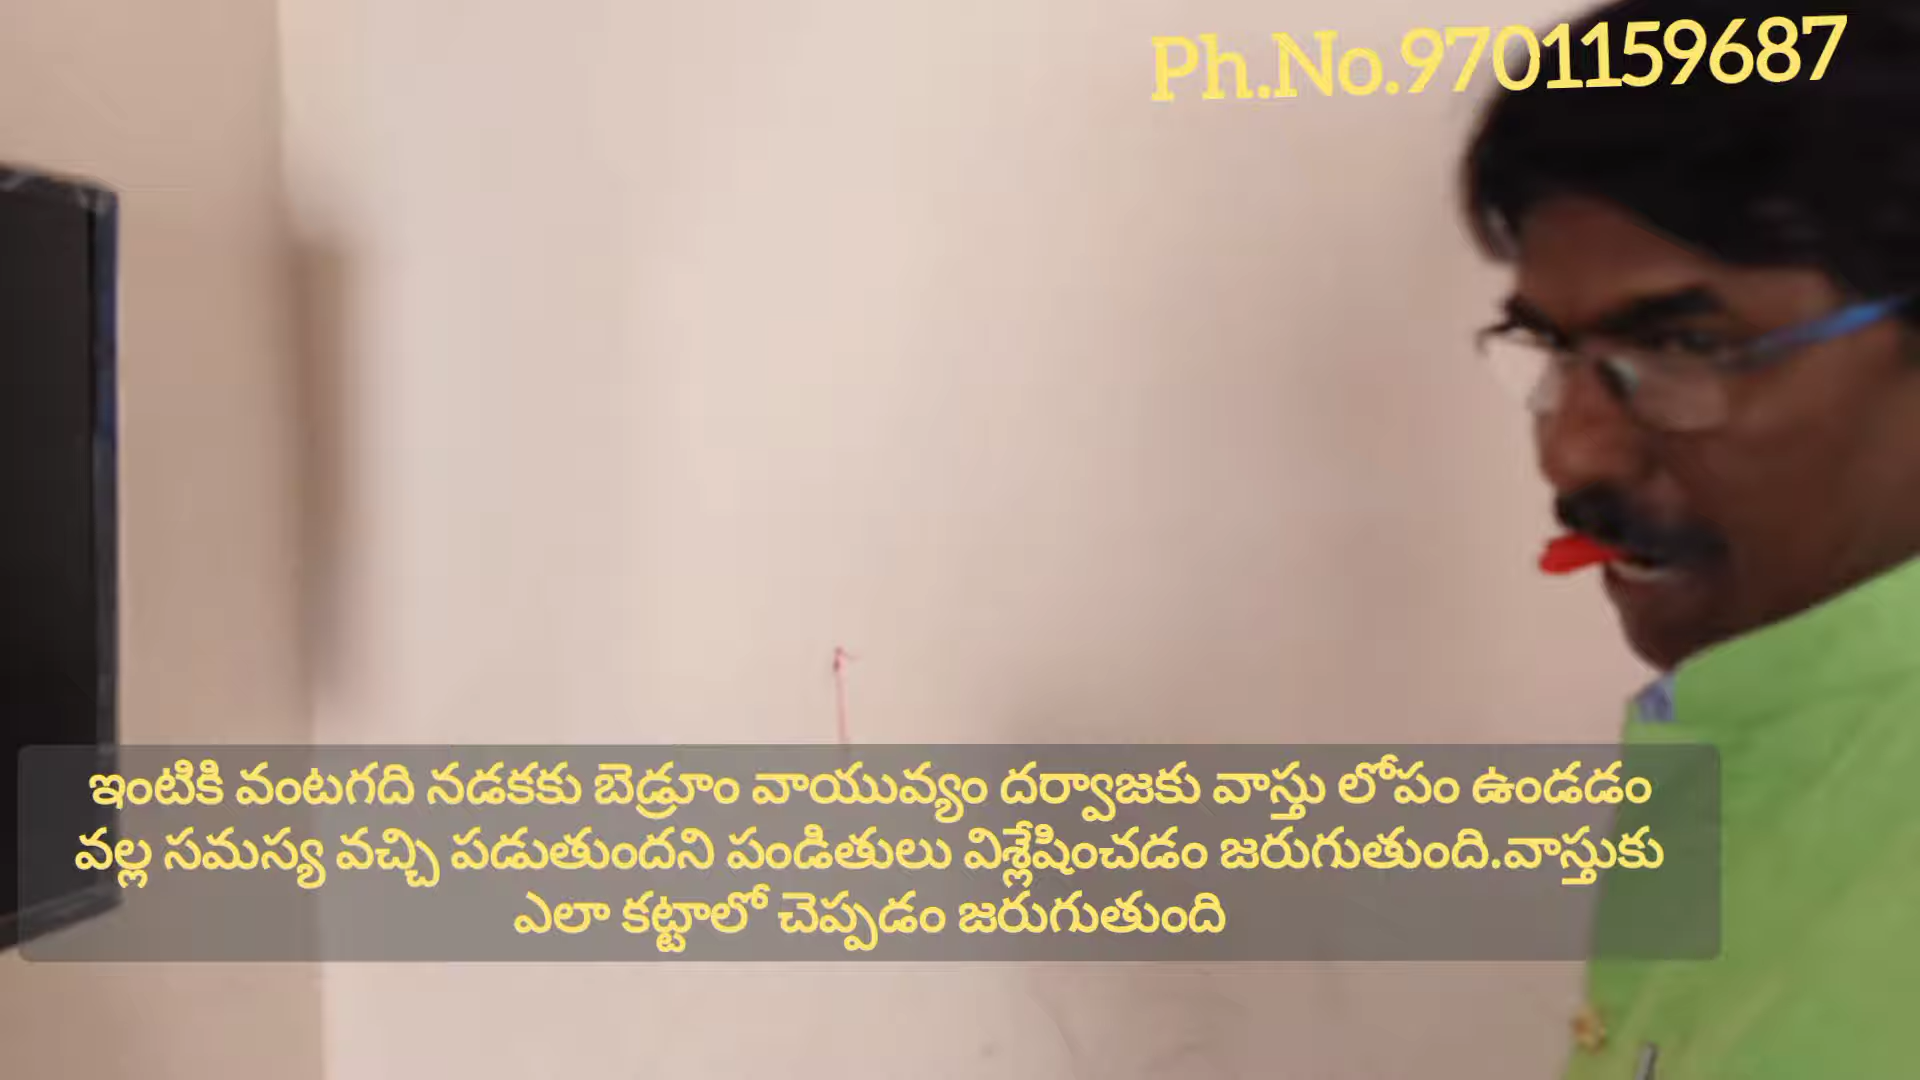 Ph.No.9701159687
ఇంటికి వంటగది నడకకు బెడ్రూం వాయువ్యం దర్వాజకు వాస్తు లోపం ఉండడం
వల్ల సమస్య వచ్చి పడుతుందని పండితులు విశ్లేషించడం జరుగుతుంది.వాస్తుకు
ఎలా కట్టాలో చెప్పడం జరుగుతుంది